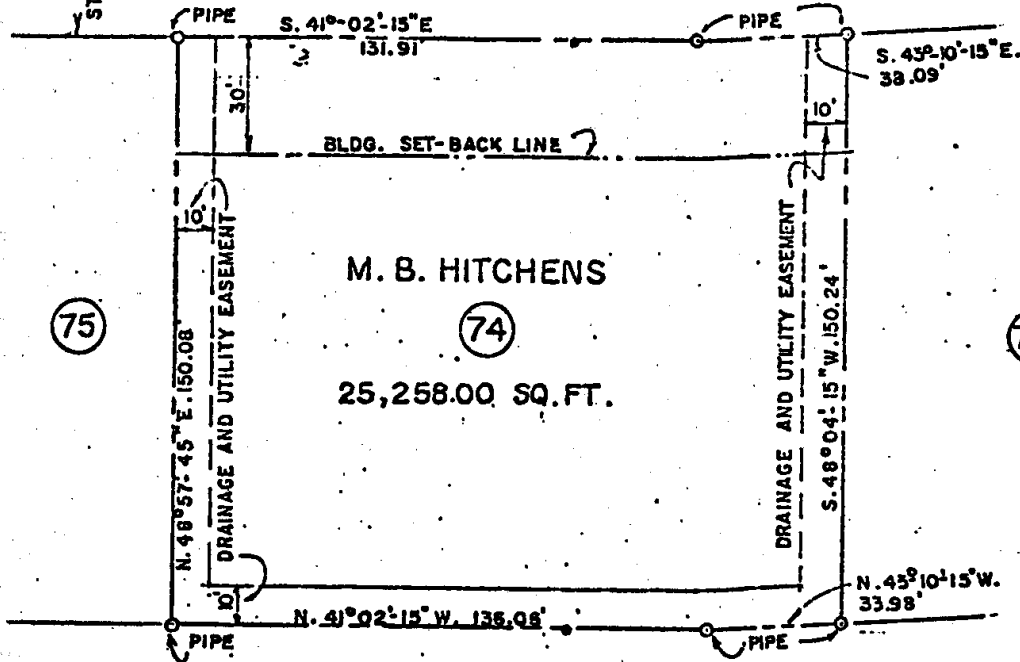 ST
PIPE
S. 41°-02'-15"E
131.91'
PIPE
S. 43°-10'-15"E.
38.09'
30'
10'
BLDG. SET-BACK LINE
10'
DRAINAGE AND UTILITY EASEMENT
N. 48°57'-45"E. 150.08'
M. B. HITCHENS
75
74
7
25,258.00 SQ. FT.
DRAINAGE AND UTILITY EASEMENT
S. 48°04'-15"W. 150.24'
10'
N. 41°02'-15"W. 136.08'
N. 43°10'-15"W.
33.98'
PIPE
PIPE